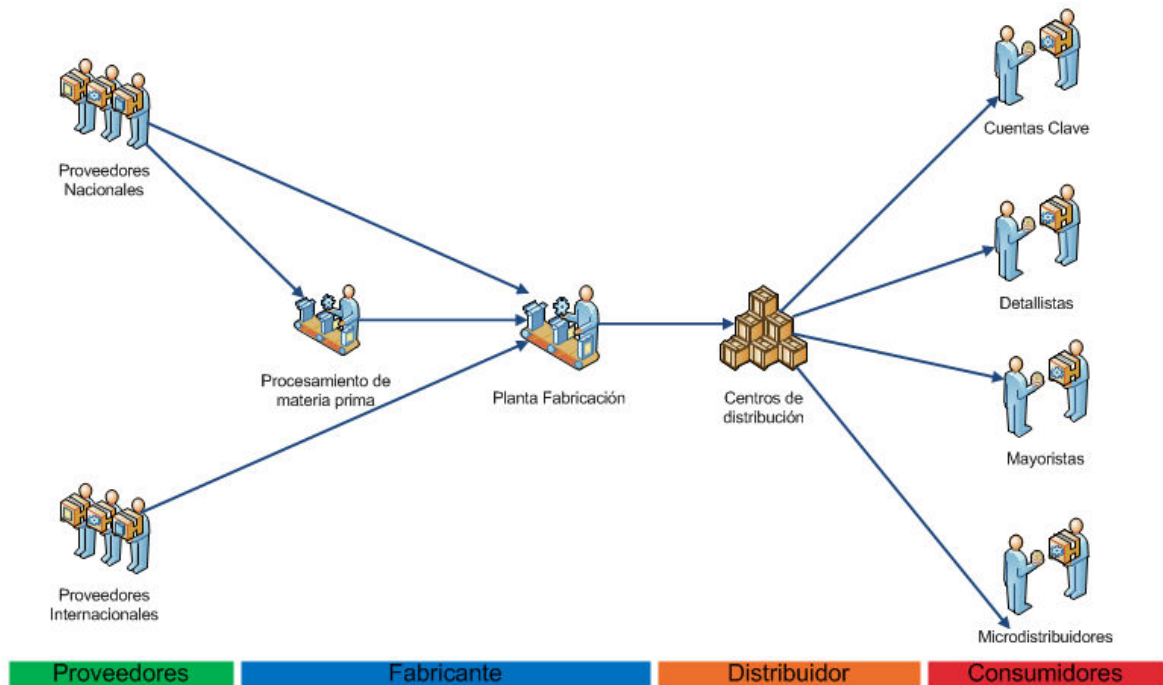 Proveedores
Nacionales
Procesamiento de
materia prima
Planta Fabricación
Centros de
distribución
Cuentas Clave
Detallistas
Mayoristas
Microdistribuidores
Proveedores
Internacionales
Proveedores
Fabricante
Distribuidor
Consumidores